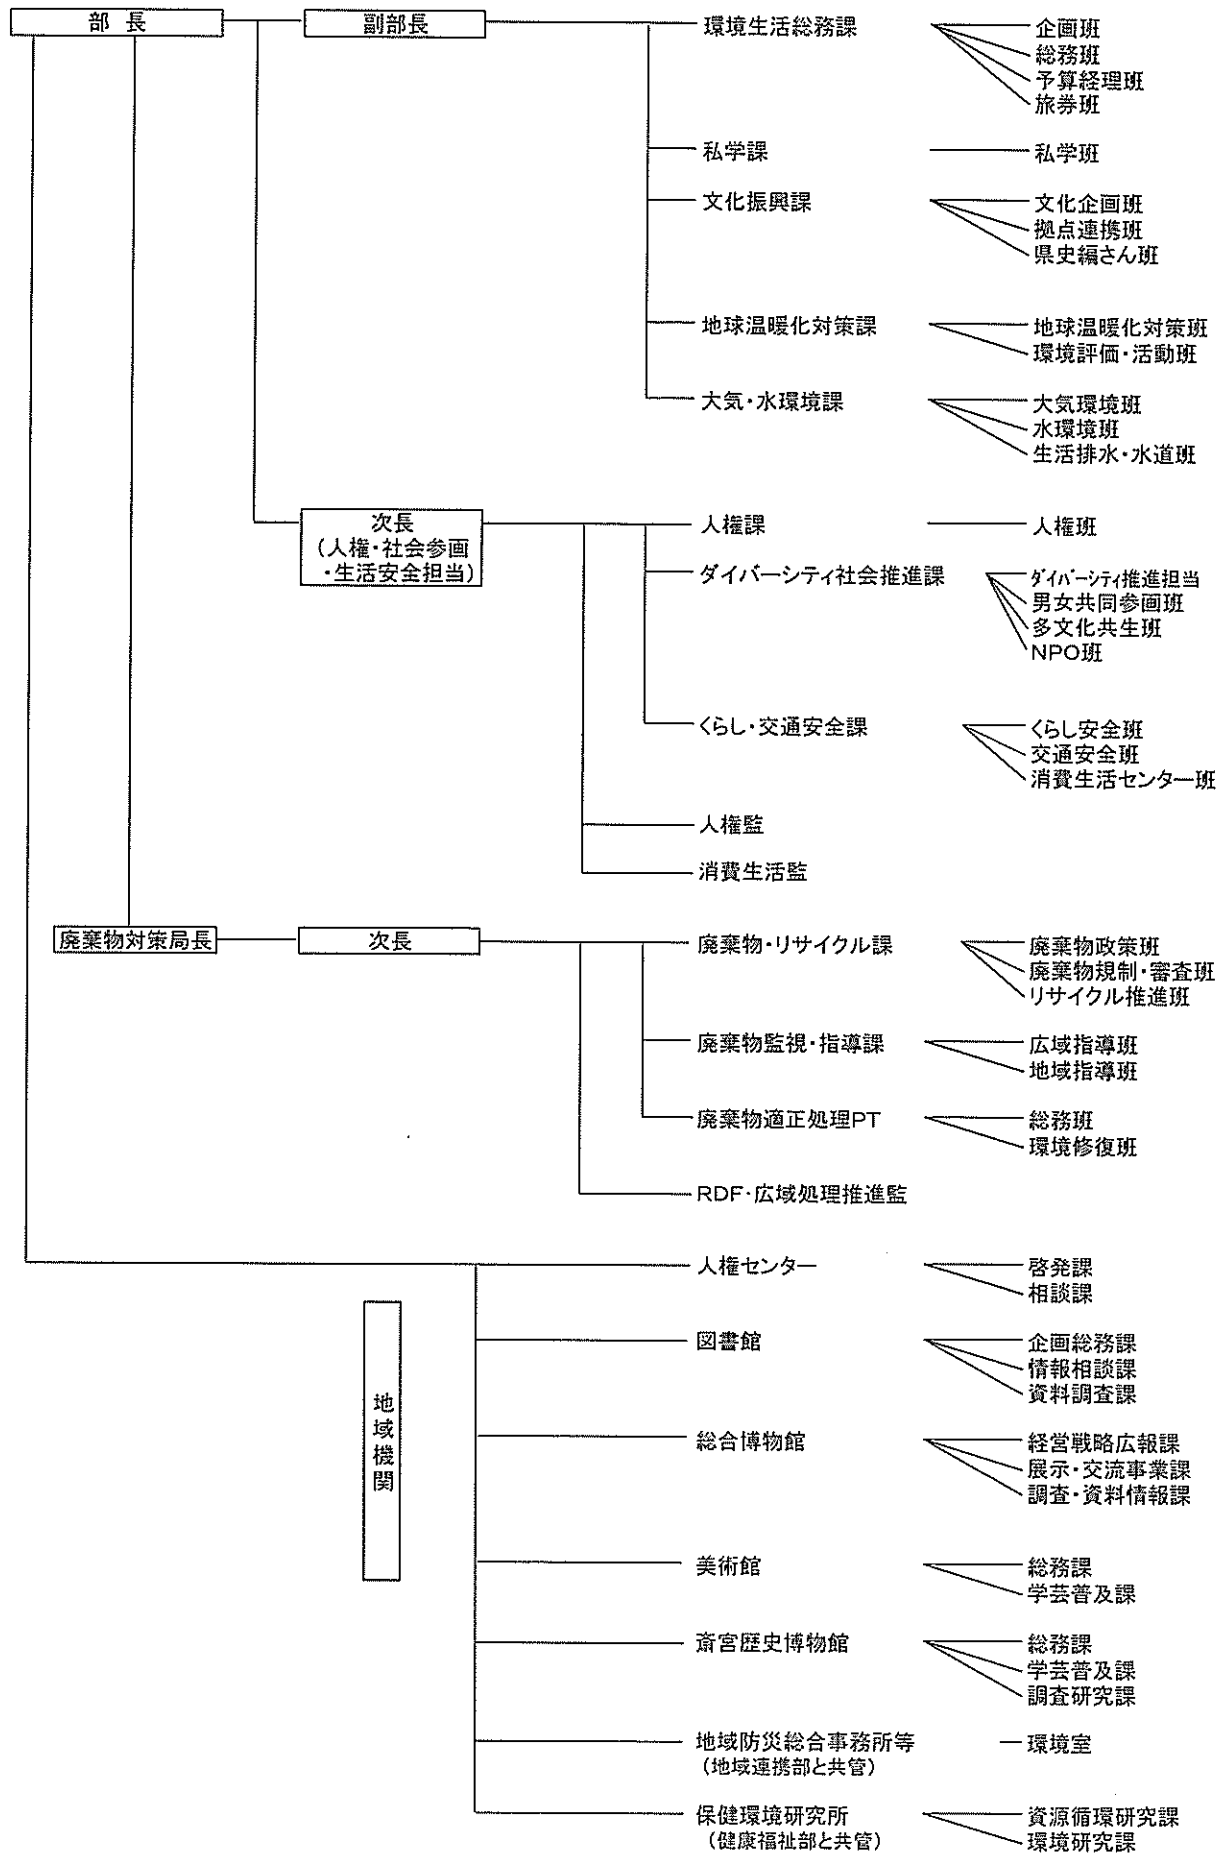 部 長
副部長
環境生活総務課
企画班
総務班
予算経理班
旅券班
私学課
私学班
文化振興課
文化企画班
拠点連携班
県史編さん班
地球温暖化対策課
地球温暖化対策班
環境評価・活動班
大気・水環境課
大気環境班
水環境班
生活排水・水道班
次長
(人権・社会参画
・生活安全担当)
人権課
人権班
ダイバーシティ社会推進課
ダイバーシティ推進担当
男女共同参画班
多文化共生班
NPO班
くらし・交通安全課
くらし安全班
交通安全班
消費生活センター班
人権監
消費生活監
廃棄物対策局長
次長
廃棄物・リサイクル課
廃棄物政策班
廃棄物規制・審査班
リサイクル推進班
廃棄物監視・指導課
広域指導班
地域指導班
廃棄物適正処理PT
総務班
環境修復班
RDF・広域処理推進監
地域機関
人権センター
啓発課
相談課
図書館
企画総務課
情報相談課
資料調査課
総合博物館
経営戦略広報課
展示・交流事業課
調査・資料情報課
美術館
総務課
学芸普及課
斎宮歴史博物館
総務課
学芸普及課
調査研究課
地域防災総合事務所等
(地域連携部と共管)
環境室
保健環境研究所
(健康福祉部と共管)
資源循環研究課
環境研究課